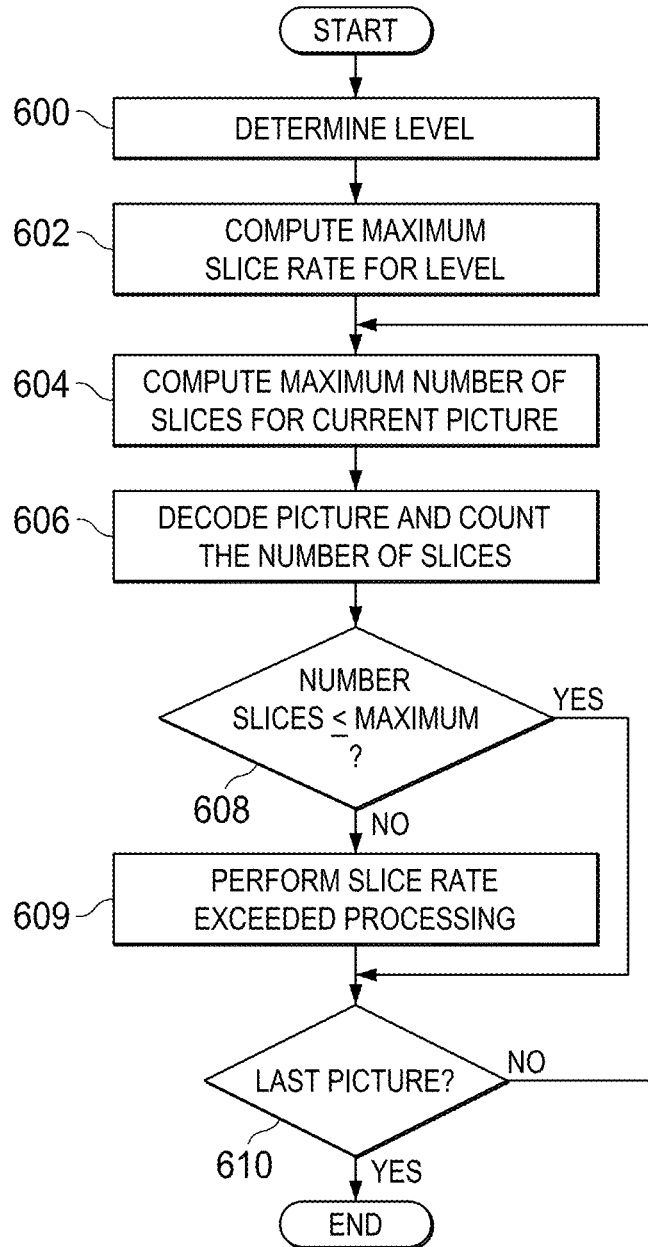 START
600
DETERMINE LEVEL
602
COMPUTE MAXIMUM
SLICE RATE FOR LEVEL
604
COMPUTE MAXIMUM NUMBER OF
SLICES FOR CURRENT PICTURE
606
DECODE PICTURE AND COUNT
THE NUMBER OF SLICES
NUMBER
SLICES ≤ MAXIMUM
?
YES
608
NO
609
PERFORM SLICE RATE
EXCEEDED PROCESSING
LAST PICTURE?
NO
610
YES
END